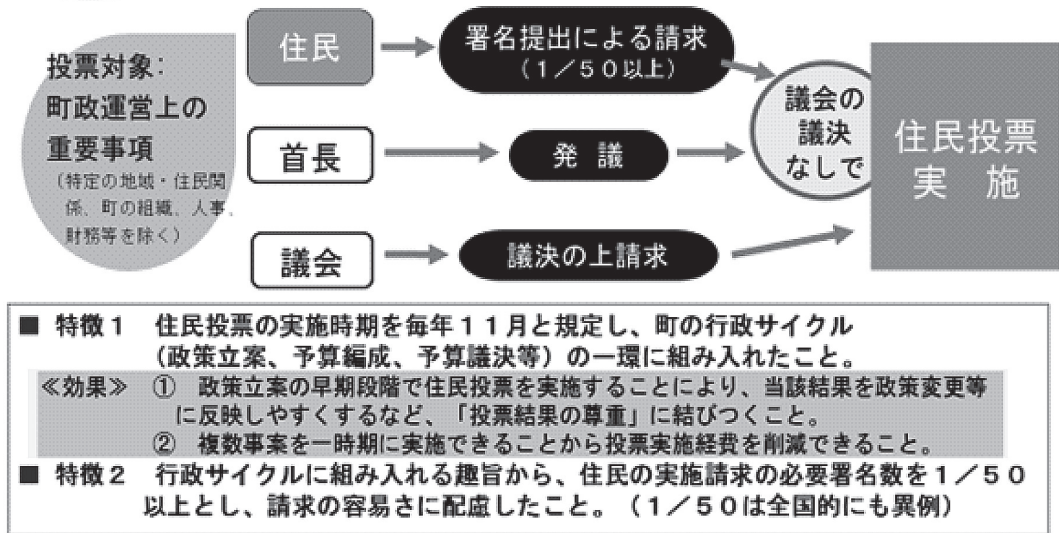 投票対象：
町政運営上の
重要事項
（特定の地域・住民関
係、町の組織、人事、
財務等を除く）
住民
署名提出による請求
（１／５０以上）
首長
発 議
議会
議決の上請求
議会の
議決
なしで
住民投票
実　施
■ 特徴１　住民投票の実施時期を毎年１１月と規定し、町の行政サイクル
（政策立案、予算編成、予算議決等）の一環に組み入れたこと。
≪効果≫　①　政策立案の早期段階で住民投票を実施することにより、当該結果を政策変更等
に反映しやすくするなど、「投票結果の尊重」に結びつくこと。
②　複数事案を一時期に実施できることから投票実施経費を削減できること。
■ 特徴２　行政サイクルに組み入れる趣旨から、住民の実施請求の必要署名数を１／５０
以上とし、請求の容易さに配慮したこと。（１／５０は全国的にも異例）